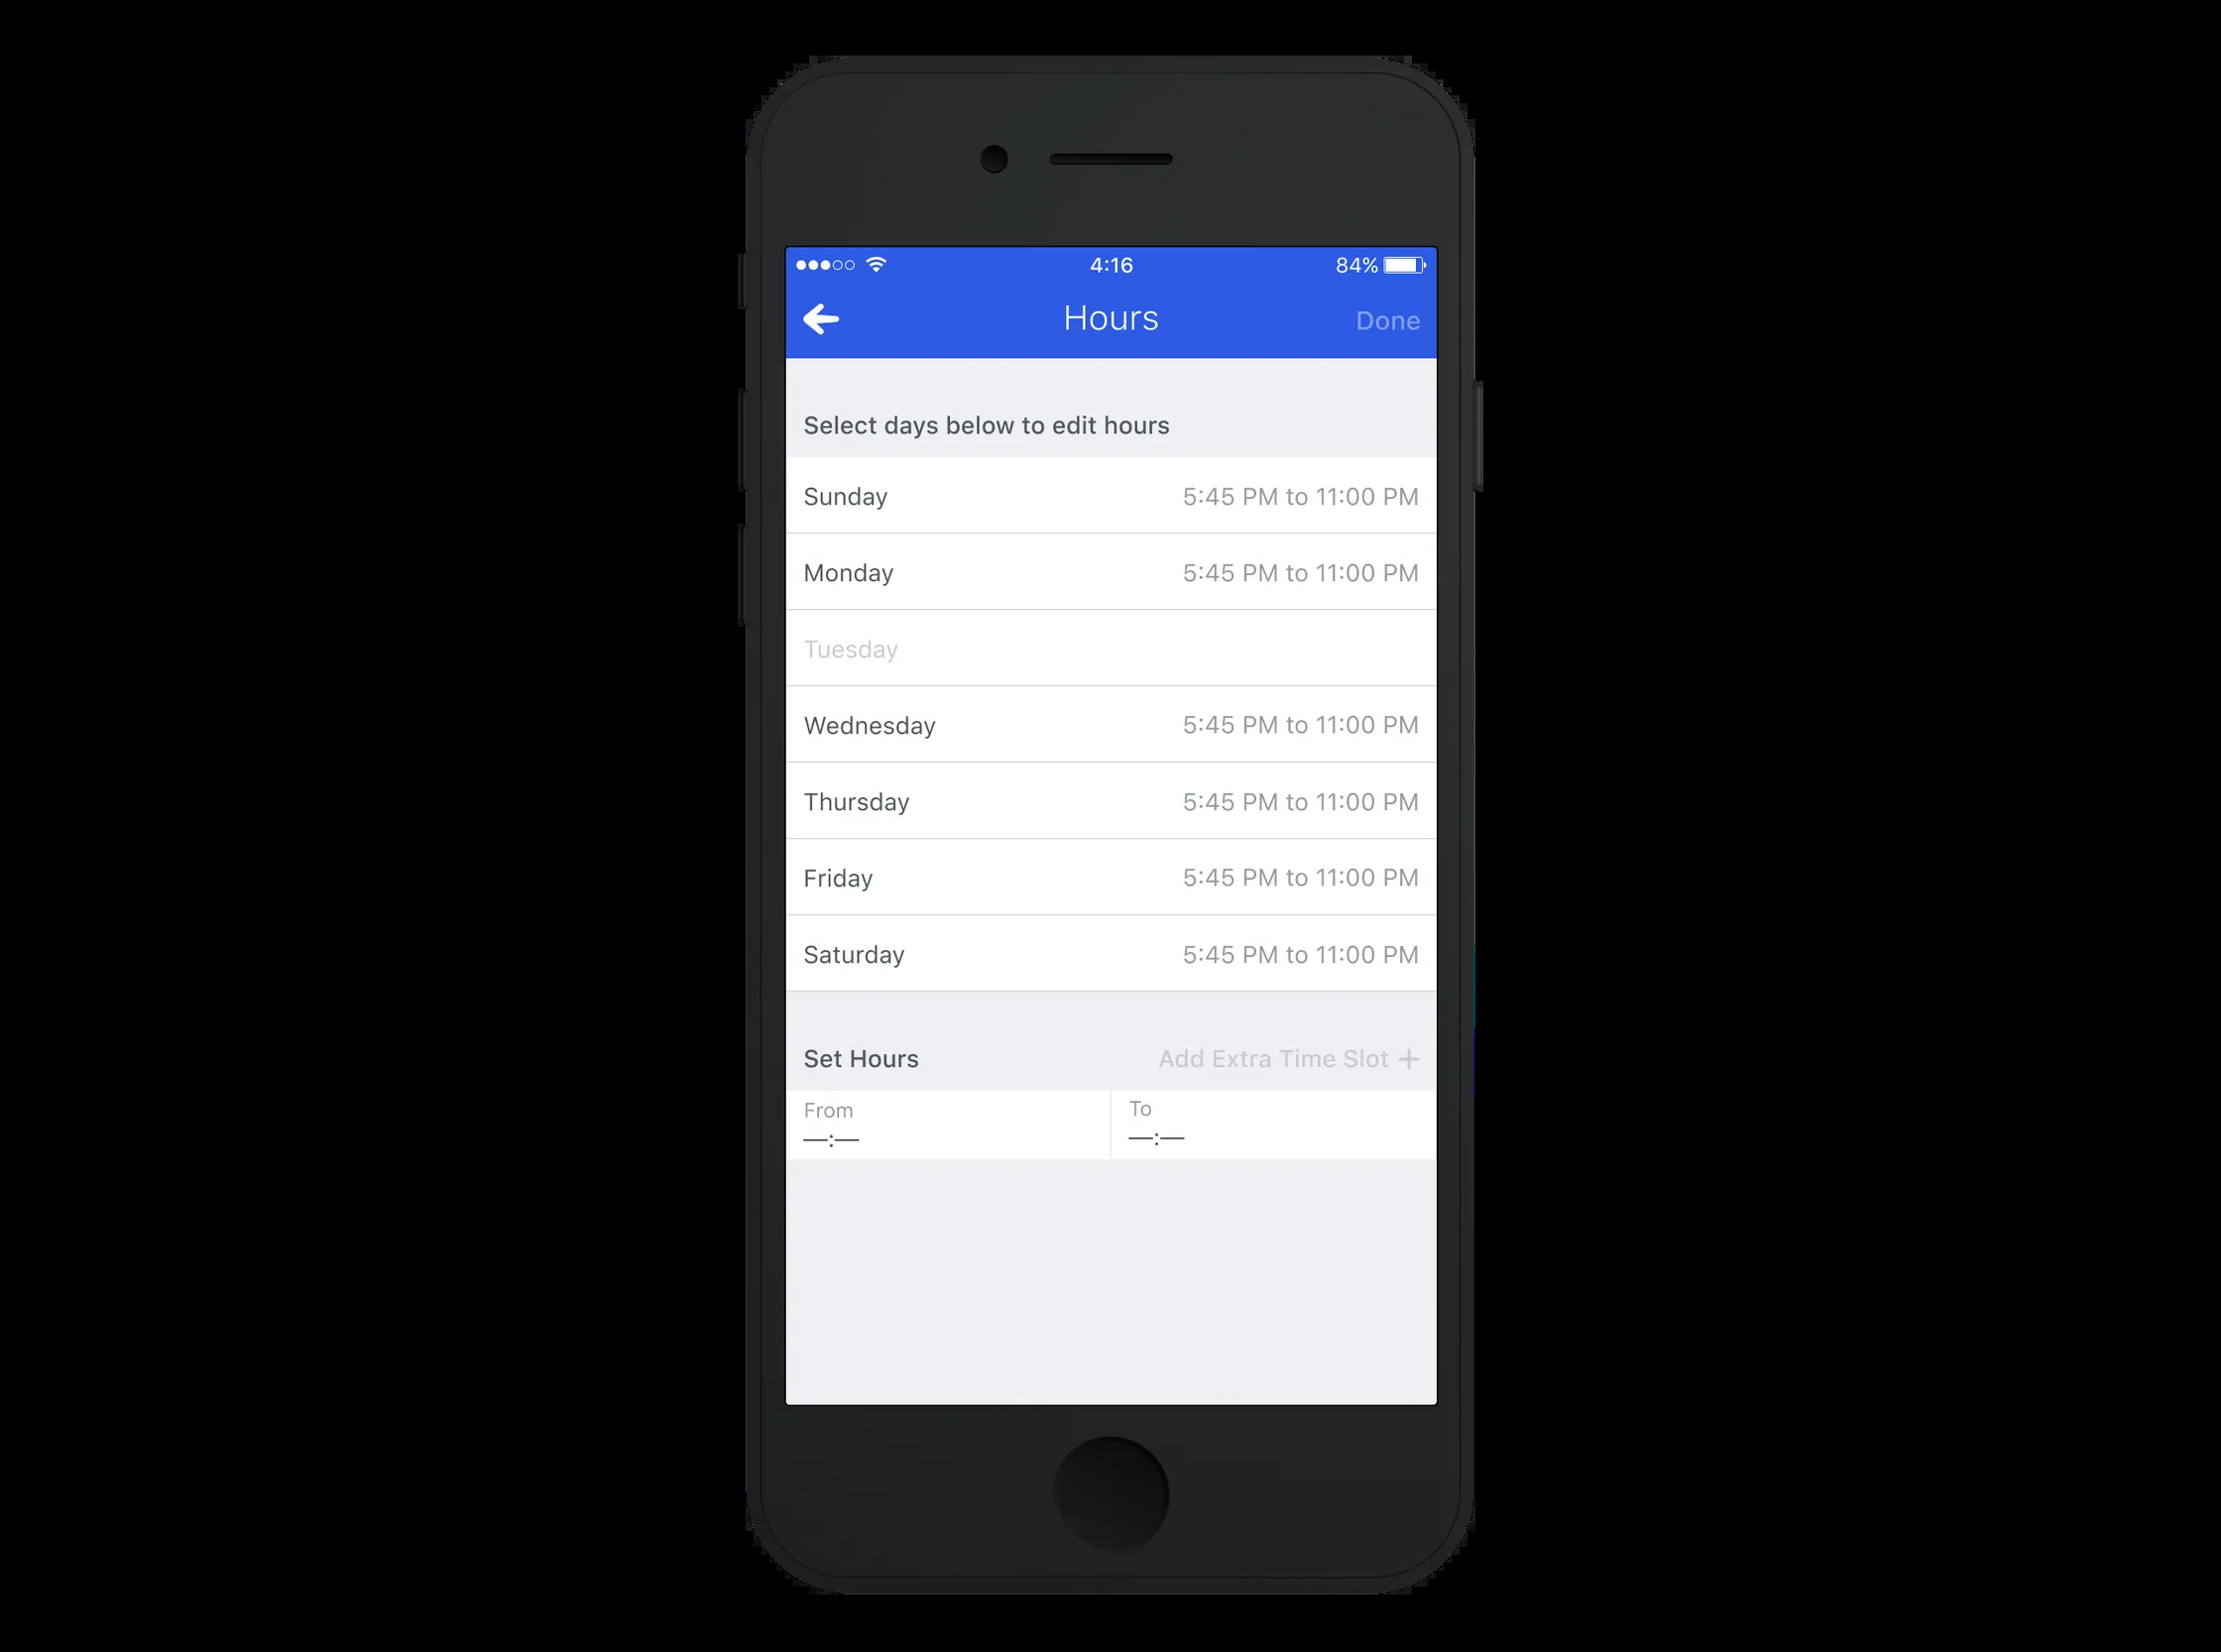 4:16 84%
Hours Done
Select days below to edit hours
Sunday 5:45 PM to 11:00 PM
Monday 5:45 PM to 11:00 PM
Tuesday
Wednesday 5:45 PM to 11:00 PM
Thursday 5:45 PM to 11:00 PM
Friday 5:45 PM to 11:00 PM
Saturday 5:45 PM to 11:00 PM
Set Hours Add Extra Time Slot +
From To
—:— —:—